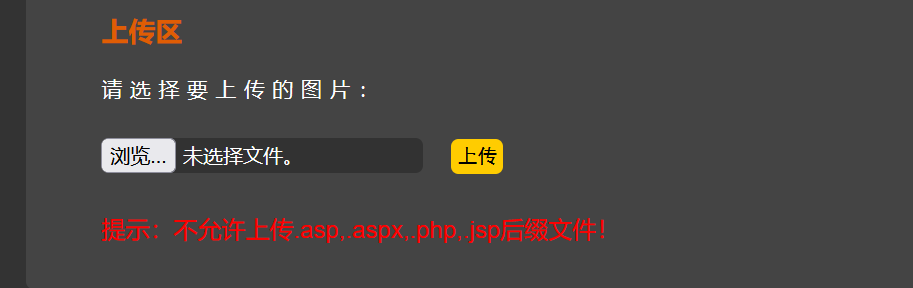 上传区
请选择要上传的图片：
浏览... 未选择文件。 上传
提示：不允许上传.asp,.aspx,.php,.jsp后缀文件！